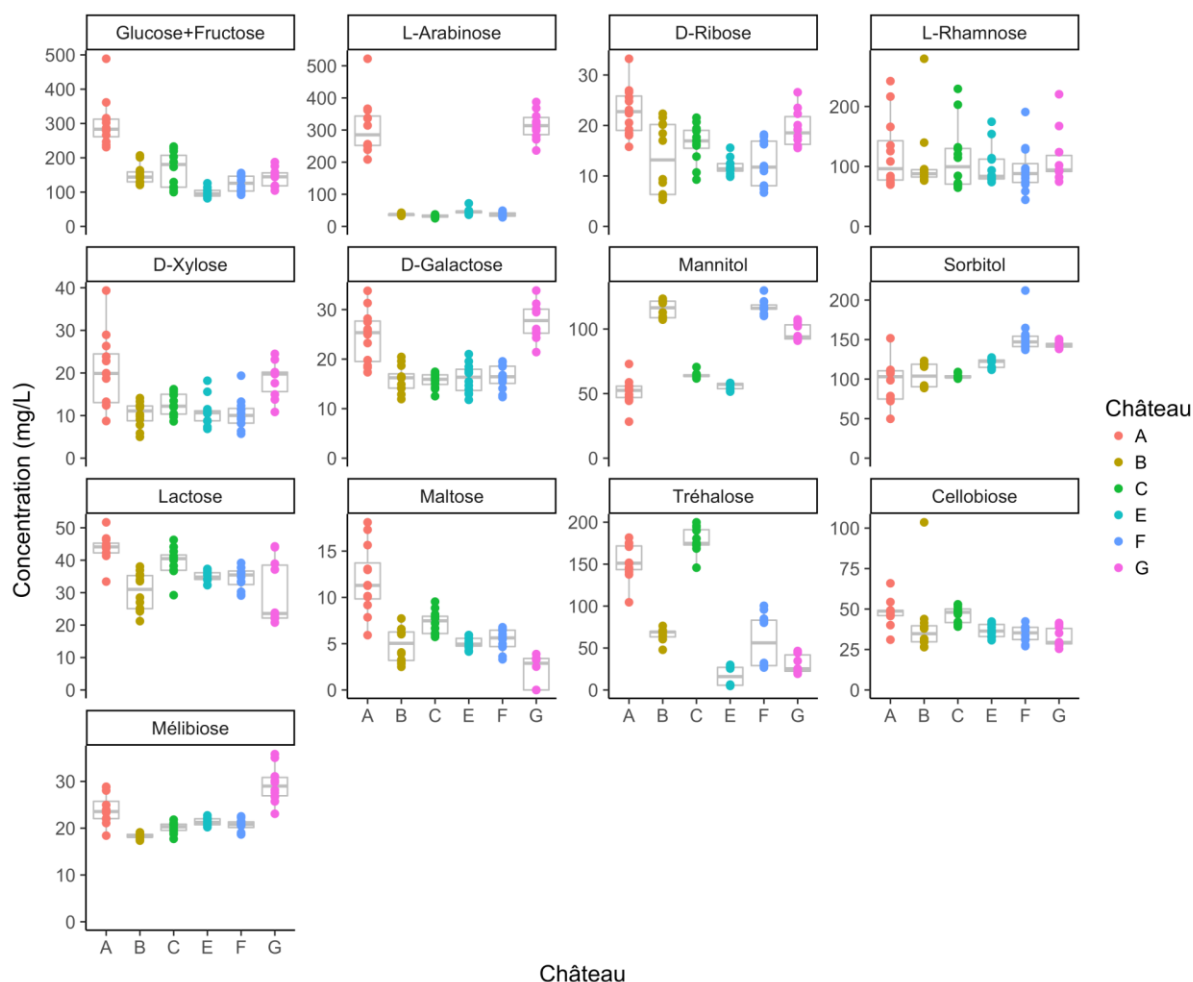 Glucose+Fructose
L-Arabinose
D-Ribose
L-Rhamnose
500
400
300
200
100
0
500
400
300
200
100
0
30
20
10
0
200
100
0
D-Xylose
D-Galactose
Mannitol
Sorbitol
40
30
20
10
0
30
20
10
0
100
50
0
200
150
100
50
0
Concentration (mg/L)
Château
A
B
C
E
F
G
Lactose
Maltose
Tréhalose
Cellobiose
50
40
30
20
10
0
15
10
5
0
200
150
100
50
0
100
75
50
25
0
A B C E F G
A B C E F G
A B C E F G
Mélibiose
30
20
10
0
A B C E F G
Château